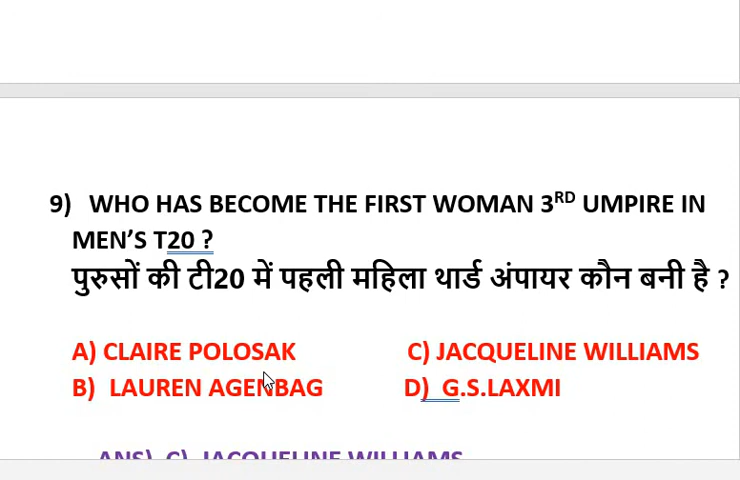 9) WHO HAS BECOME THE FIRST WOMAN 3RD UMPIRE IN
MEN'S T20 ?
पुरुसों की टी20 में पहली महिला थार्ड अंपायर कौन बनी है ?
A) CLAIRE POLOSAK C) JACQUELINE WILLIAMS
B) LAUREN AGENBAG D) G.S.LAXMI
ANS) C) JACQUELINE WILLIAMS